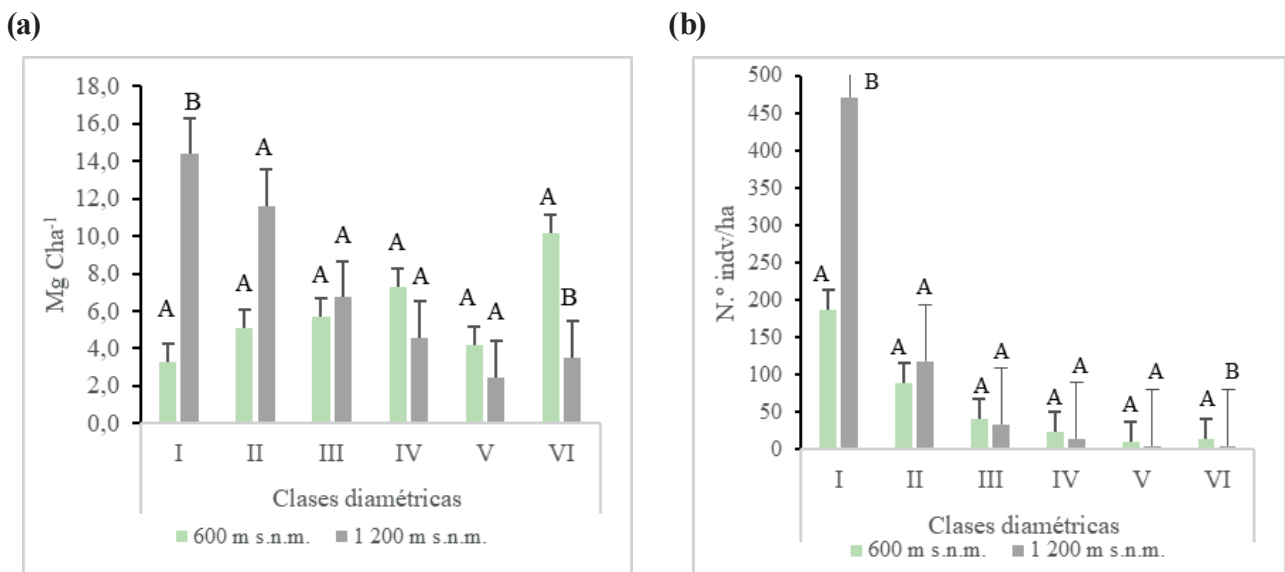 (a)
18,0
16,0
14,0
12,0
10,0
8,0
6,0
4,0
2,0
0,0
Mg Cha-1
A B A A A A A A A A A B
I II III IV V VI
Clases diamétricas
600 m s.n.m. 1 200 m s.n.m.
(b)
500
450
400
350
300
250
200
150
100
50
0
N.º indv/ha
A B A A A A A A A A A B
I II III IV V VI
Clases diamétricas
600 m s.n.m. 1 200 m s.n.m.